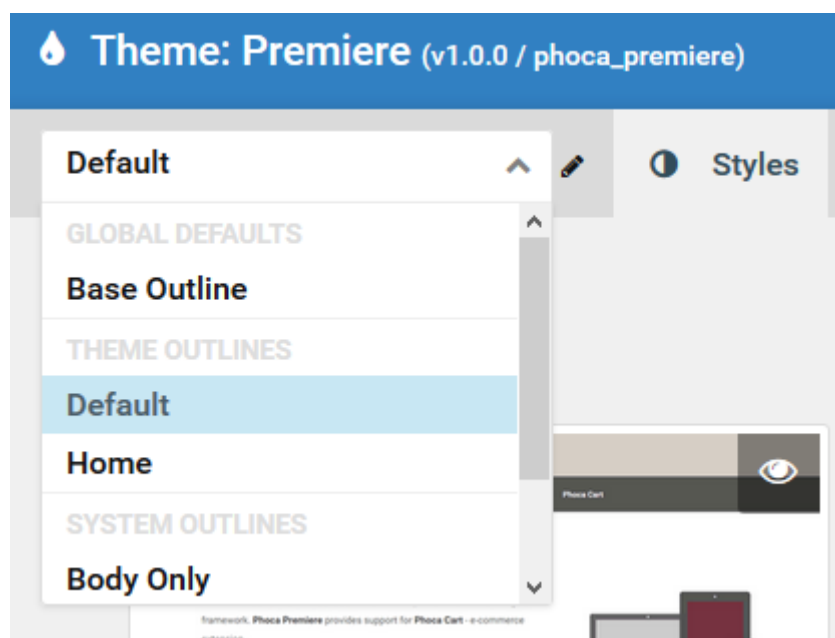 Theme: Premiere (v1.0.0 / phoca_premiere)
Default
Styles
GLOBAL DEFAULTS
Base Outline
THEME OUTLINES
Default
Home
Phoca Cart
SYSTEM OUTLINES
Body Only
framework. Phoca Premiere provides support for Phoca Cart - e-commerce
extension